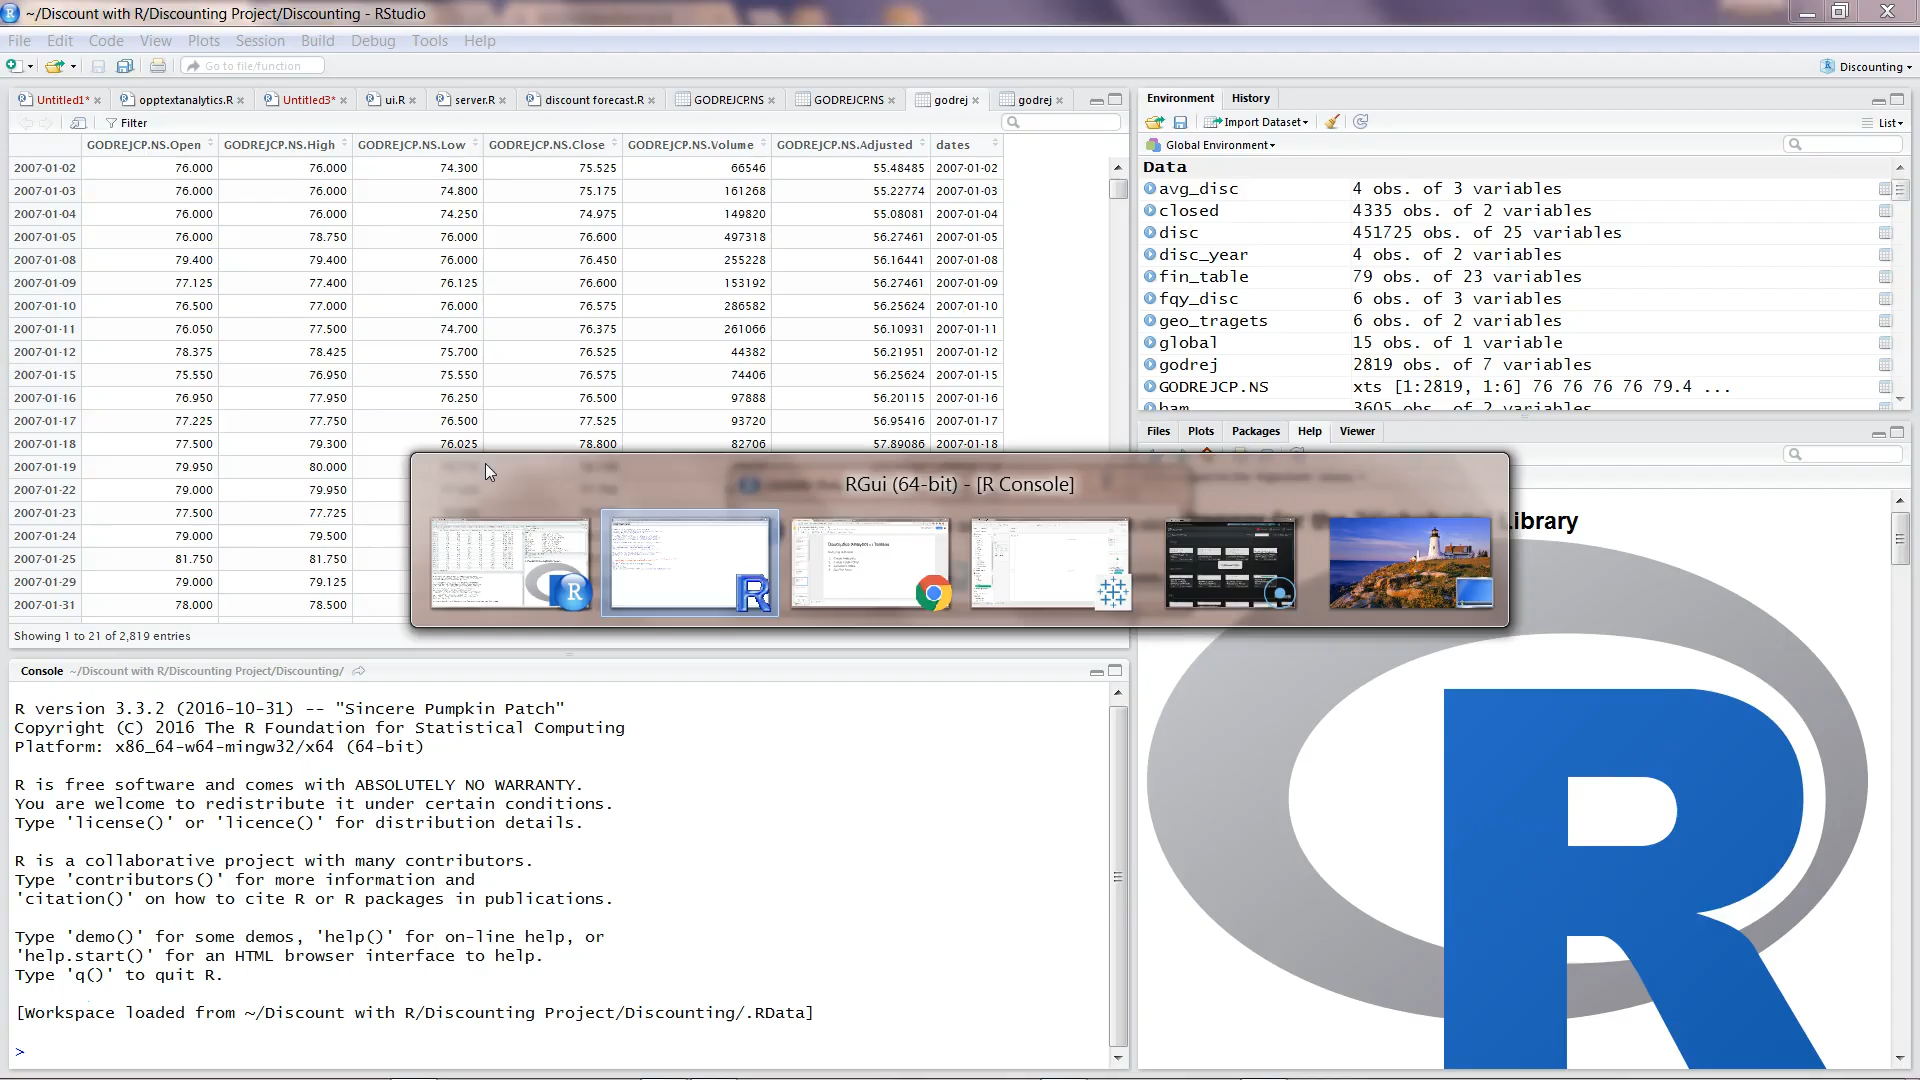 ~/Discount with R/Discounting Project/Discounting - RStudio
File Edit Code View Plots Session Build Debug Tools Help
Go to file/function
Discounting
Untitled1* opptextanalytics.R Untitled3* ui.R server.R discount forecast.R GODREJCP.NS GODREJCP.NS godrej godrej
Filter
GODREJCP.NS.Open GODREJCP.NS.High GODREJCP.NS.Low GODREJCP.NS.Close GODREJCP.NS.Volume GODREJCP.NS.Adjusted dates
2007-01-02 76.000 76.000 74.300 75.525 66546 55.48485 2007-01-02
2007-01-03 76.000 76.000 74.800 75.175 161268 55.22774 2007-01-03
2007-01-04 76.000 76.000 74.250 74.975 149820 55.08081 2007-01-04
2007-01-05 76.000 78.750 76.000 76.600 497318 56.27461 2007-01-05
2007-01-08 79.400 79.400 76.000 76.450 255228 56.16441 2007-01-08
2007-01-09 77.125 77.400 76.125 76.600 153192 56.27461 2007-01-09
2007-01-10 76.500 77.000 76.000 76.575 286582 56.25624 2007-01-10
2007-01-11 76.050 77.500 74.700 76.375 261066 56.10931 2007-01-11
2007-01-12 78.375 78.425 75.700 76.525 44382 56.21951 2007-01-12
2007-01-15 75.550 76.950 75.550 76.575 74406 56.25624 2007-01-15
2007-01-16 76.950 77.950 76.250 76.500 97888 56.20115 2007-01-16
2007-01-17 77.225 77.750 76.500 77.525 93720 56.95416 2007-01-17
2007-01-18 77.500 79.300 76.025 78.800 82706 57.89086 2007-01-18
2007-01-19 79.950 80.000
2007-01-22 79.000 79.950
2007-01-23 77.500 77.725
2007-01-24 79.000 79.500
2007-01-25 81.750 81.750
2007-01-29 79.000 79.125
2007-01-31 78.000 78.500
Showing 1 to 21 of 2,819 entries
RGui (64-bit) - [R Console]
Console ~/Discount with R/Discounting Project/Discounting/
R version 3.3.2 (2016-10-31) -- "Sincere Pumpkin Patch"
Copyright (C) 2016 The R Foundation for Statistical Computing
Platform: x86_64-w64-mingw32/x64 (64-bit)
R is free software and comes with ABSOLUTELY NO WARRANTY.
You are welcome to redistribute it under certain conditions.
Type 'license()' or 'licence()' for distribution details.
R is a collaborative project with many contributors.
Type 'contributors()' for more information and
'citation()' on how to cite R or R packages in publications.
Type 'demo()' for some demos, 'help()' for on-line help, or
'help.start()' for an HTML browser interface to help.
Type 'q()' to quit R.
[Workspace loaded from ~/Discount with R/Discounting Project/Discounting/.RData]
>
Environment History
Import Dataset List
Global Environment
Data
avg_disc 4 obs. of 3 variables
closed 4335 obs. of 2 variables
disc 451725 obs. of 25 variables
disc_year 4 obs. of 2 variables
fin_table 79 obs. of 23 variables
fqy_disc 6 obs. of 3 variables
geo_tragets 6 obs. of 2 variables
global 15 obs. of 1 variable
godrej 2819 obs. of 7 variables
GODREJCP.NS xts [1:2819, 1:6] 76 76 76 76 79.4 ...
ham 3605 obs. of 2 variables
Files Plots Packages Help Viewer
Library
R